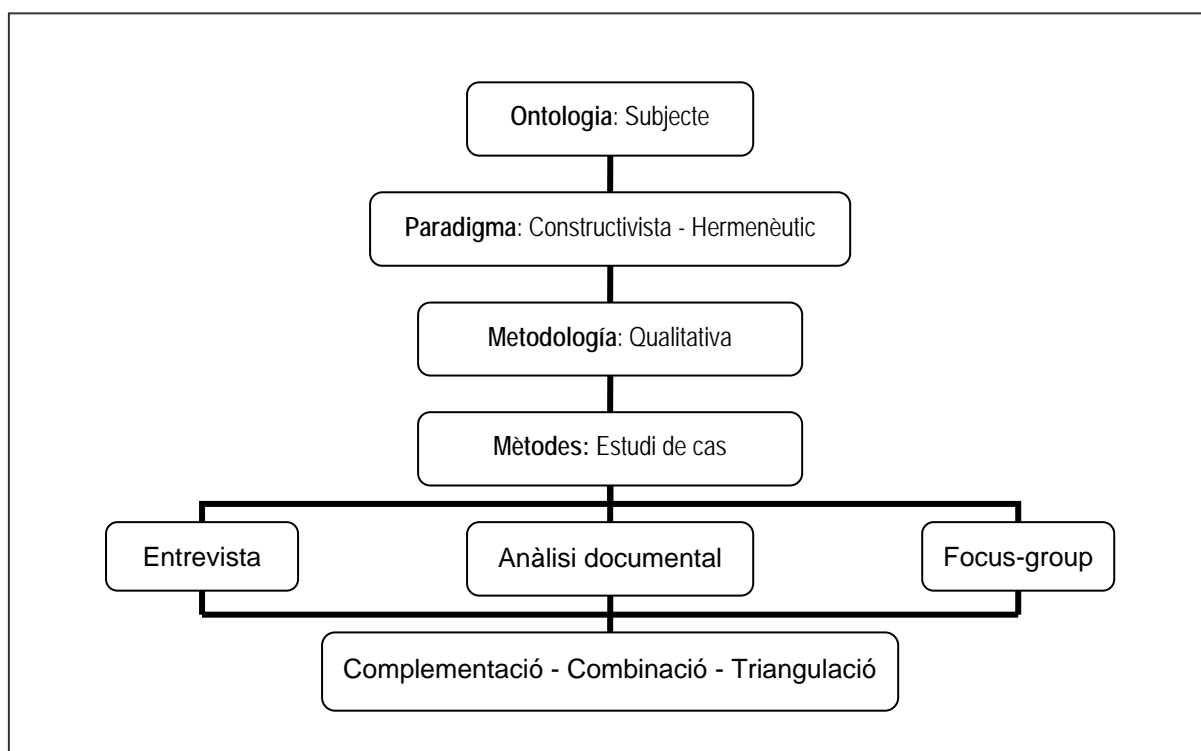 Ontologia: Subjecte
Paradigma: Constructivista - Hermenèutic
Metodología: Qualitativa
Mètodes: Estudi de cas
Entrevista
Anàlisi documental
Focus-group
Complementació - Combinació - Triangulació